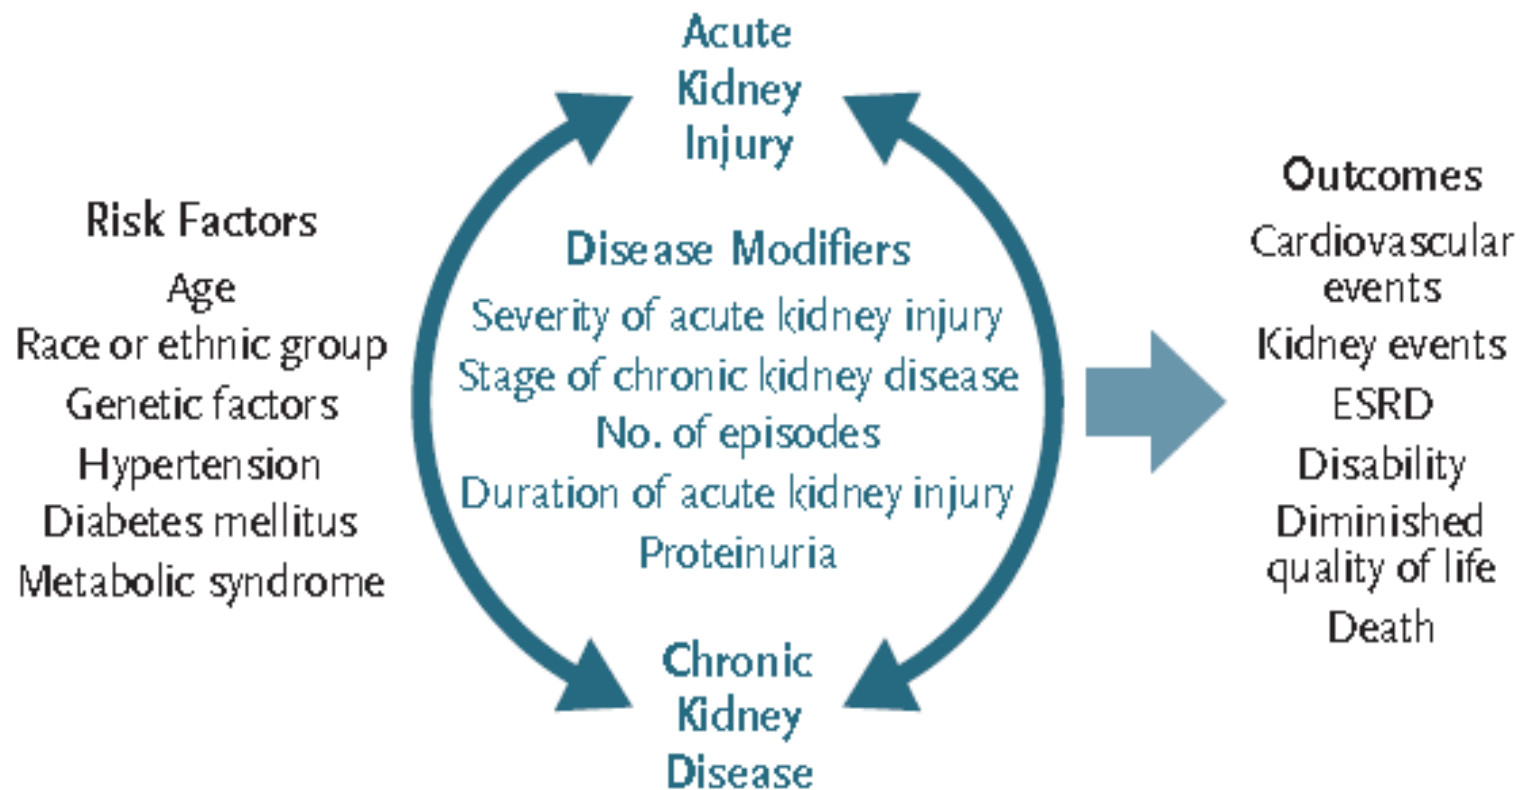 Acute
Kidney
Injury
Risk Factors
Age
Race or ethnic group
Genetic factors
Hypertension
Diabetes mellitus
Metabolic syndrome
Disease Modifiers
Severity of acute kidney injury
Stage of chronic kidney disease
No. of episodes
Duration of acute kidney injury
Proteinuria
Chronic
Kidney
Disease
Outcomes
Cardiovascular
events
Kidney events
ESRD
Disability
Diminished
quality of life
Death